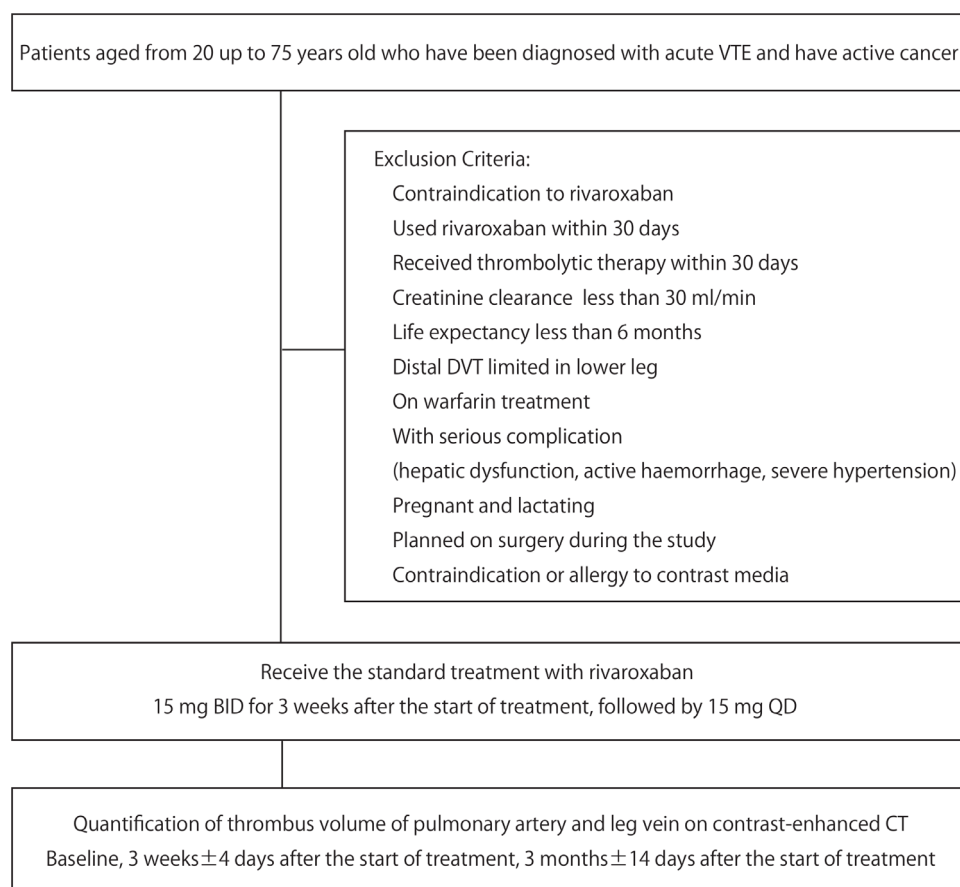 Patients aged from 20 up to 75 years old who have been diagnosed with acute VTE and have active cancer
Exclusion Criteria:
Contraindication to rivaroxaban
Used rivaroxaban within 30 days
Received thrombolytic therapy within 30 days
Creatinine clearance less than 30 ml/min
Life expectancy less than 6 months
Distal DVT limited in lower leg
On warfarin treatment
With serious complication
(hepatic dysfunction, active haemorrhage, severe hypertension)
Pregnant and lactating
Planned on surgery during the study
Contraindication or allergy to contrast media
Receive the standard treatment with rivaroxaban
15 mg BID for 3 weeks after the start of treatment, followed by 15 mg QD
Quantification of thrombus volume of pulmonary artery and leg vein on contrast-enhanced CT
Baseline, 3 weeks±4 days after the start of treatment, 3 months±14 days after the start of treatment